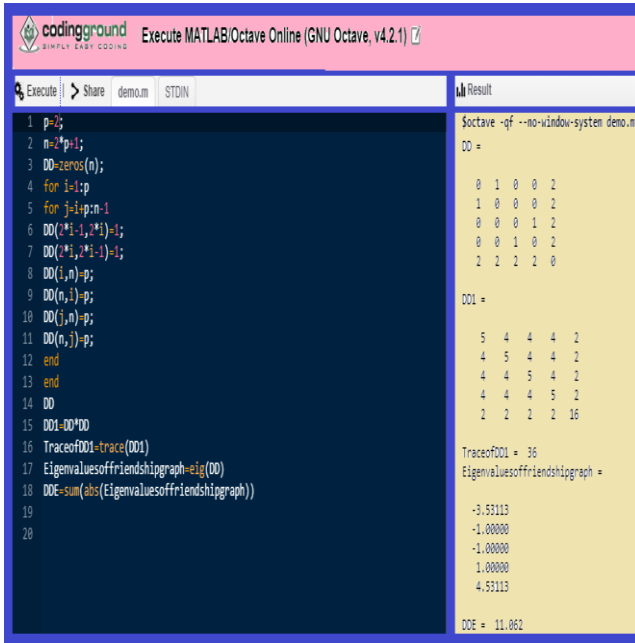 codingground Execute MATLAB/Octave Online (GNU Octave, v4.2.1)
SIMPLY EASY CODING
Execute | Share demo.m STDIN
1 p=2;
2 n=2*p+1;
3 DD=zeros(n);
4 for i=1:p
5 for j=i+p:n-1
6 DD(2*i-1,2*i)=1;
7 DD(2*i,2*i-1)=1;
8 DD(i,n)=p;
9 DD(n,i)=p;
10 DD(j,n)=p;
11 DD(n,j)=p;
12 end
13 end
14 DD
15 DD1=DD*DD
16 TraceofDD1=trace(DD1)
17 Eigenvaluesoffriendshipgraph=eig(DD)
18 DDE=sum(abs(Eigenvaluesoffriendshipgraph))
19
20
Result
$octave -qf --no-window-system demo.m
DD =
0 1 0 0 2
1 0 0 0 2
0 0 0 1 2
0 0 1 0 2
2 2 2 2 0
DD1 =
5 4 4 4 2
4 5 4 4 2
4 4 5 4 2
4 4 4 5 2
2 2 2 2 16
TraceofDD1 = 36
Eigenvaluesoffriendshipgraph =
-3.53113
-1.00000
-1.00000
1.00000
4.53113
DDE = 11.062